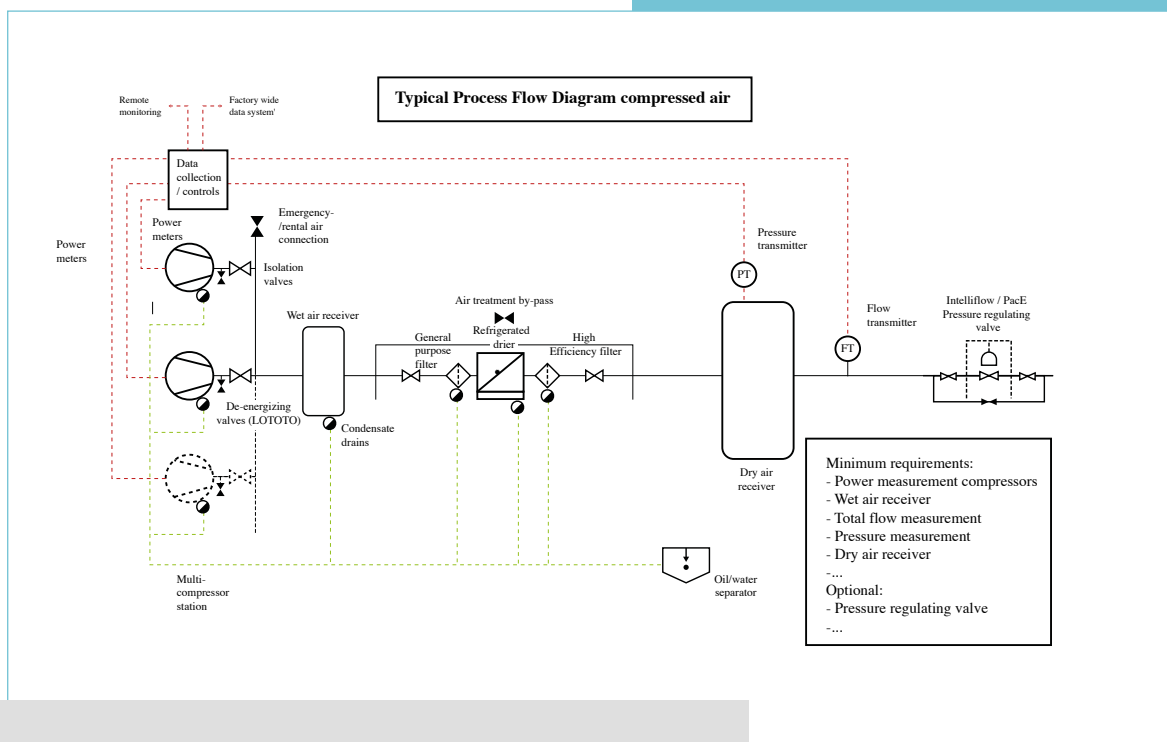 Typical Process Flow Diagram compressed air
Remote
monitoring
Factory wide
data system'
Data
collection
/ controls
Power
meters
Power
meters
Emergency-
/rental air
connection
Isolation
valves
Wet air receiver
Air treatment by-pass
General
purpose
filter
Refrigerated
drier
High
Efficiency filter
Pressure
transmitter
PT
Flow
transmitter
FT
Intelliflow / PacE
Pressure regulating
valve
De-energizing
valves (LOTOTO)
Condensate
drains
Dry air
receiver
Multi-
compressor
station
Oil/water
separator
Minimum requirements:
- Power measurement compressors
- Wet air receiver
- Total flow measurement
- Pressure measurement
- Dry air receiver
-...
Optional:
- Pressure regulating valve
-...